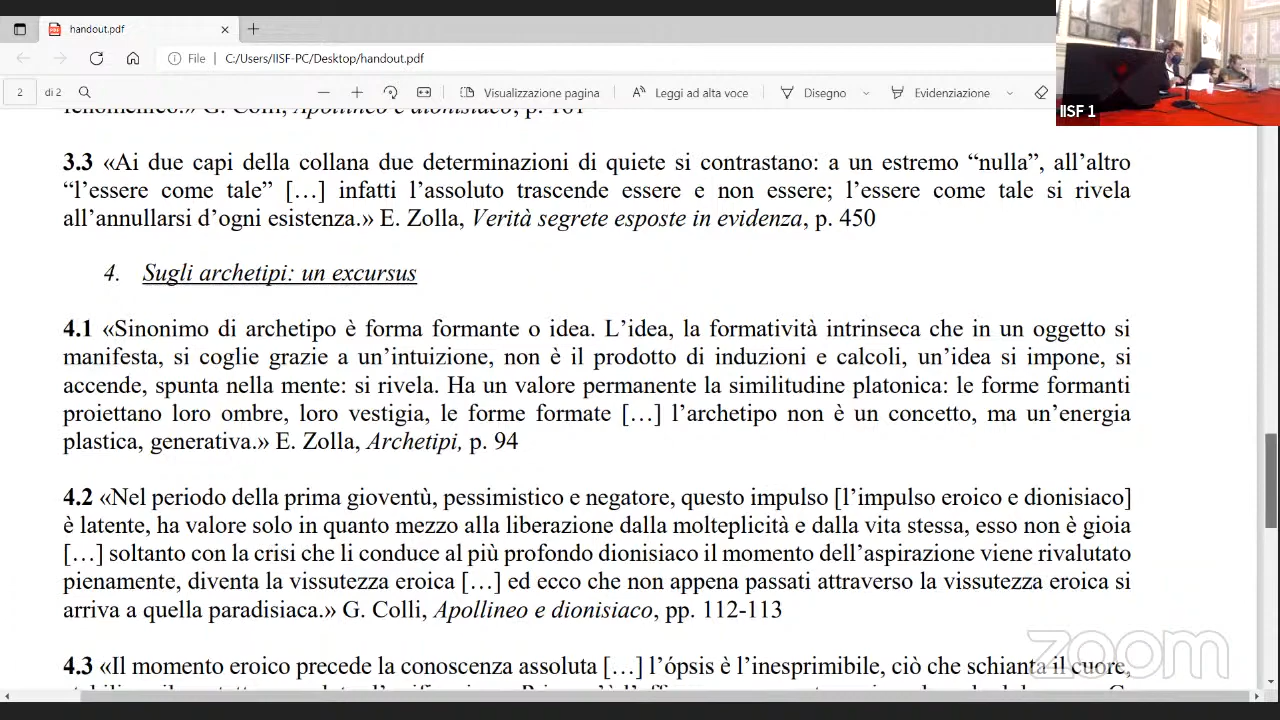 handout.pdf
File
C:/Users/IISF-PC/Desktop/handout.pdf
2 di 2
Visualizzazione pagina
Leggi ad alta voce
Disegno
Evidenziazione
IISF 1
fenomenico.» G. Colli, Apollineo e dionisiaco, p. 161
3.3 «Ai due capi della collana due determinazioni di quiete si contrastano: a un estremo “nulla”, all’altro
“l’essere come tale” […] infatti l’assoluto trascende essere e non essere; l’essere come tale si rivela
all’annullarsi d’ogni esistenza.» E. Zolla, Verità segrete esposte in evidenza, p. 450
4. Sugli archetipi: un excursus
4.1 «Sinonimo di archetipo è forma formante o idea. L’idea, la formatività intrinseca che in un oggetto si
manifesta, si coglie grazie a un’intuizione, non è il prodotto di induzioni e calcoli, un’idea si impone, si
accende, spunta nella mente: si rivela. Ha un valore permanente la similitudine platonica: le forme formanti
proiettano loro ombre, loro vestigia, le forme formate […] l’archetipo non è un concetto, ma un’energia
plastica, generativa.» E. Zolla, Archetipi, p. 94
4.2 «Nel periodo della prima gioventù, pessimistico e negatore, questo impulso [l’impulso eroico e dionisiaco]
è latente, ha valore solo in quanto mezzo alla liberazione dalla molteplicità e dalla vita stessa, esso non è gioia
[…] soltanto con la crisi che li conduce al più profondo dionisiaco il momento dell’aspirazione viene rivalutato
pienamente, diventa la vissutezza eroica […] ed ecco che non appena passati attraverso la vissutezza eroica si
arriva a quella paradisiaca.» G. Colli, Apollineo e dionisiaco, pp. 112-113
4.3 «Il momento eroico precede la conoscenza assoluta […] l’ópsis è l’inesprimibile, ciò che schianta il cuore,
zoom